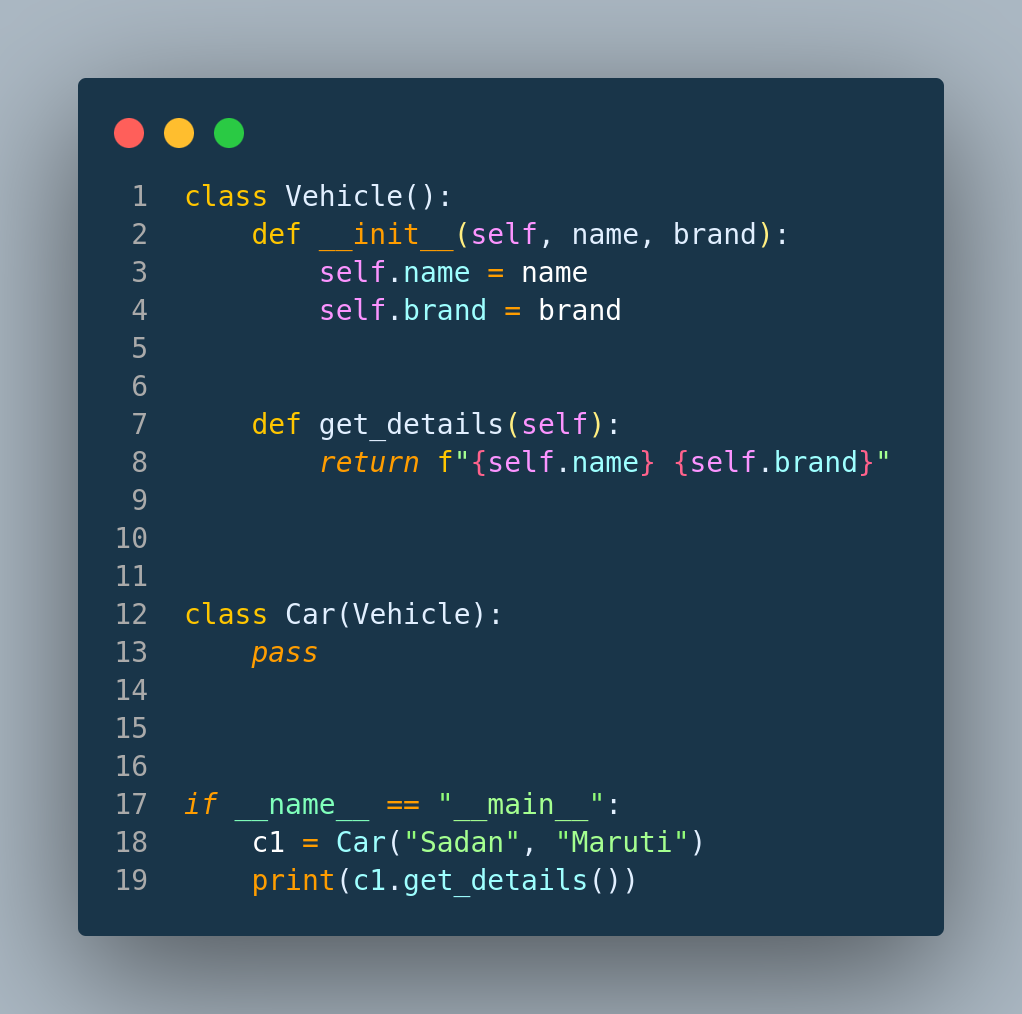 1 class Vehicle():
2     def __init__(self, name, brand):
3         self.name = name
4         self.brand = brand
5
6
7     def get_details(self):
8         return f"{self.name} {self.brand}"
9
10
11
12 class Car(Vehicle):
13     pass
14
15
16
17 if __name__ == "__main__":
18     c1 = Car("Sadan", "Maruti")
19     print(c1.get_details())